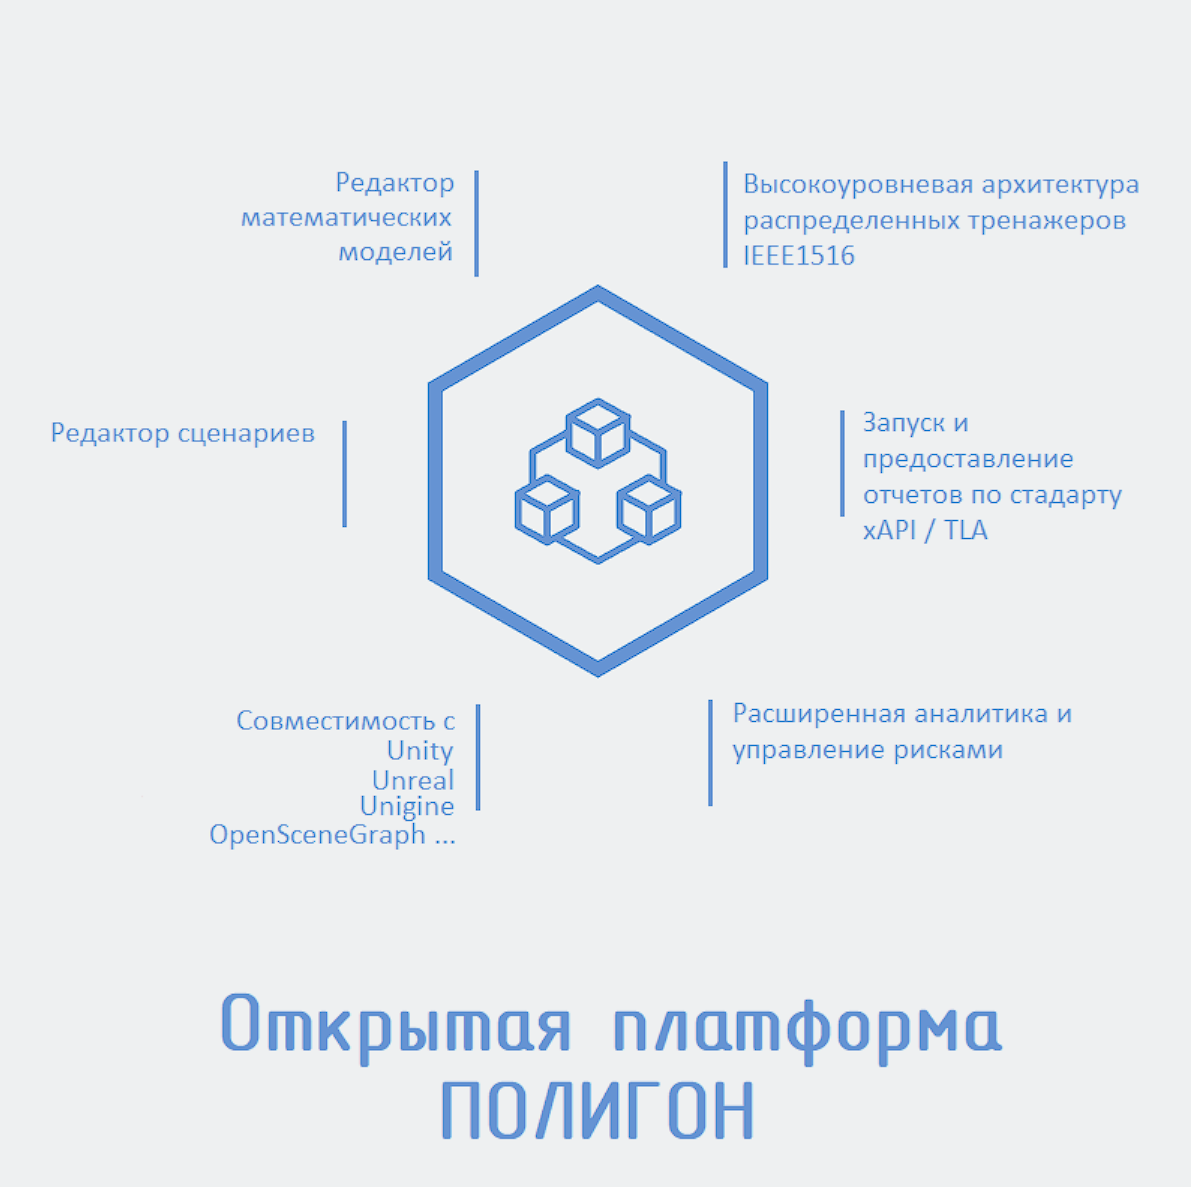 Редактор
математических
моделей
Высокоуровневая архитектура
распределенных тренажеров
IEEE1516
Редактор сценариев
Запуск и
предоставление
отчетов по стадарту
xAPI / TLA
Совместимость с
Unity
Unreal
Unigine
OpenSceneGraph ...
Расширенная аналитика и
управление рисками
Открытая платформа
ПОЛИГОН